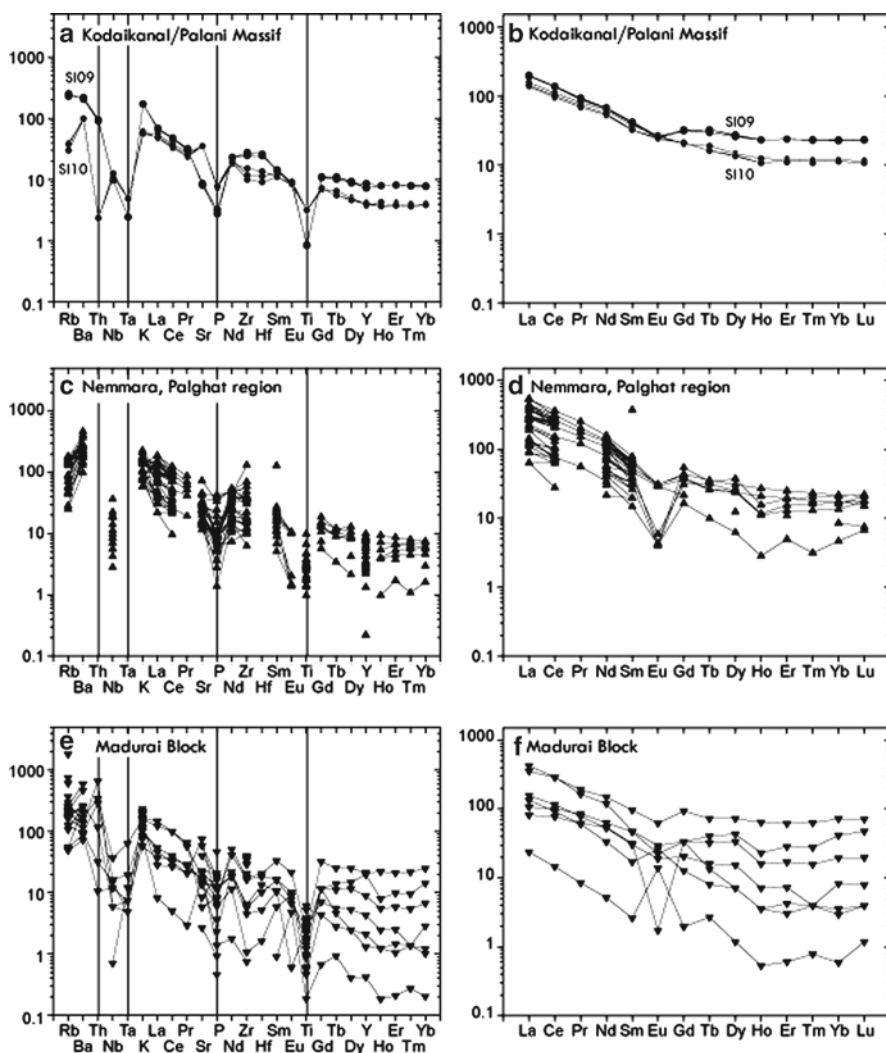 a Kodaikanal/Palani Massif
1000
100
10
1
0.1
SI09
SI10
Rb Th Ta La Pr P Zr Sm Ti Tb Y Er Yb
Ba Nb K Ce Sr Nd Hf Eu Gd Dy Ho Tm
b Kodaikanal/Palani Massif
1000
100
10
1
0.1
SI09
SI10
La Ce Pr Nd Sm Eu Gd Tb Dy Ho Er Tm Yb Lu
c Nemmara, Palghat region
1000
100
10
1
0.1
Rb Th Ta La Pr P Zr Sm Ti Tb Y Er Yb
Ba Nb K Ce Sr Nd Hf Eu Gd Dy Ho Tm
d Nemmara, Palghat region
1000
100
10
1
0.1
La Ce Pr Nd Sm Eu Gd Tb Dy Ho Er Tm Yb Lu
e Madurai Block
1000
100
10
1
0.1
Rb Th Ta La Pr P Zr Sm Ti Tb Y Er Yb
Ba Nb K Ce Sr Nd Hf Eu Gd Dy Ho Tm
f Madurai Block
1000
100
10
1
0.1
La Ce Pr Nd Sm Eu Gd Tb Dy Ho Er Tm Yb Lu